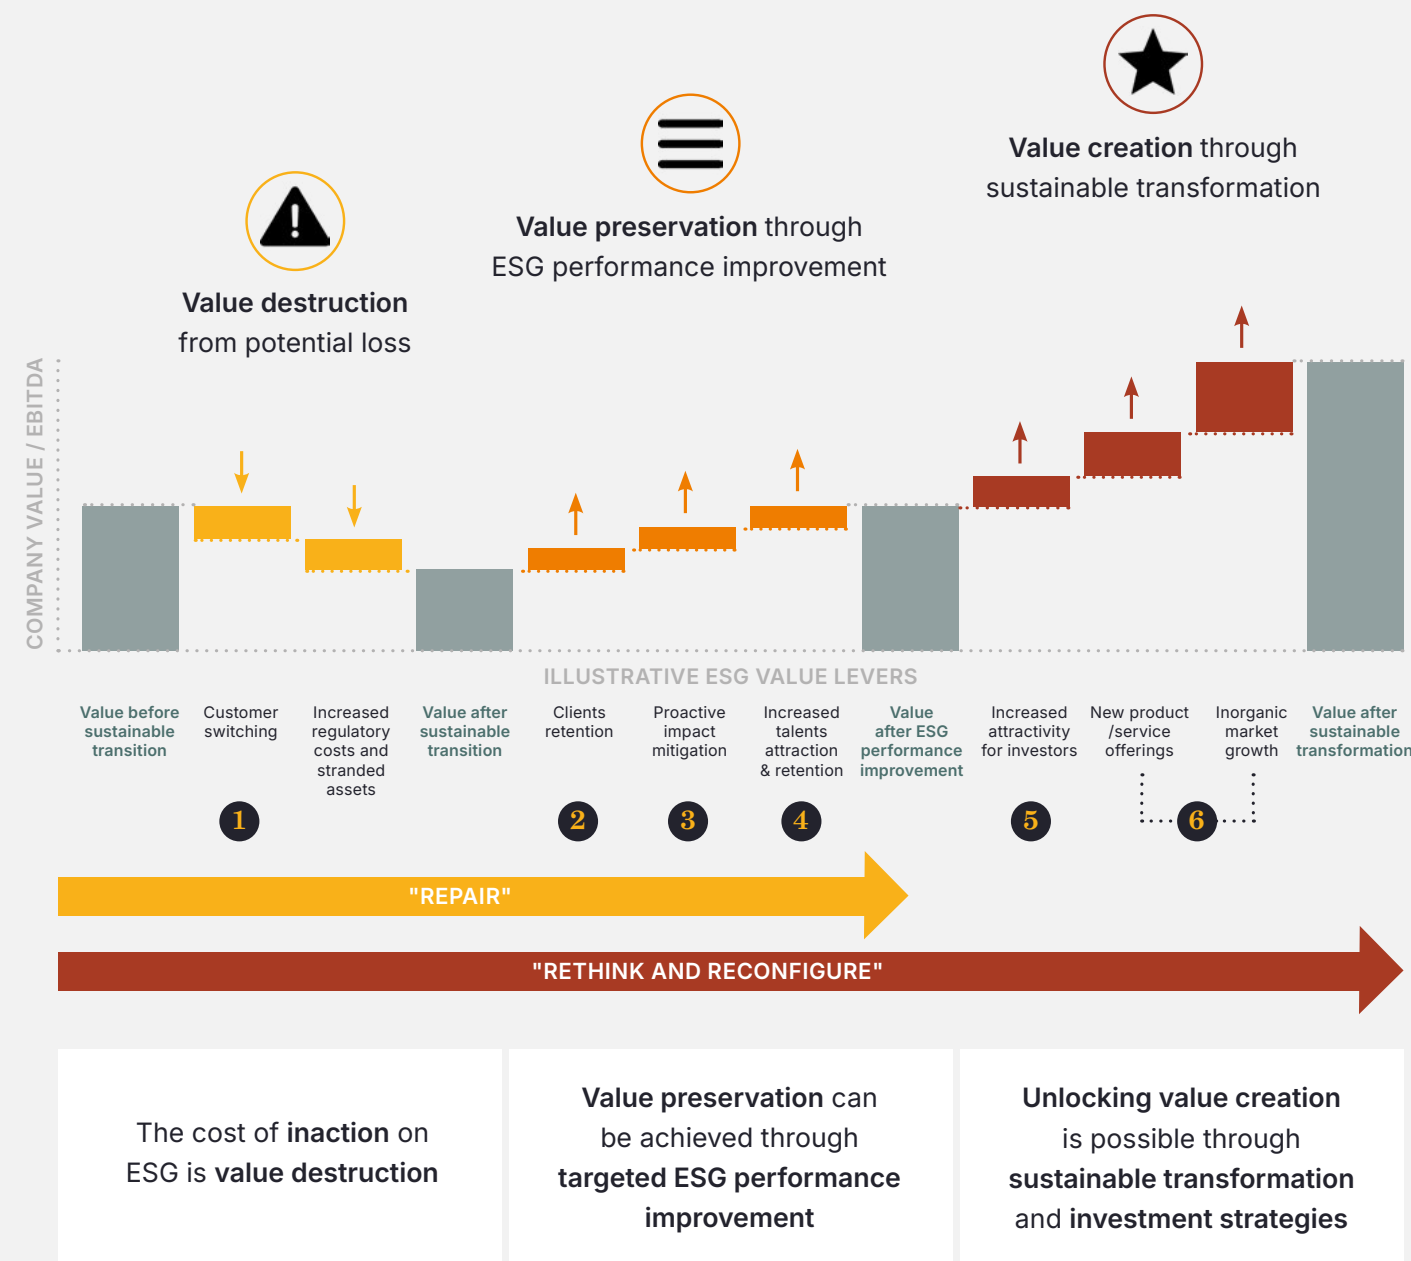 Value creation through
sustainable transformation
Value preservation through
ESG performance improvement
Value destruction
from potential loss
COMPANY VALUE / EBITDA
ILLUSTRATIVE ESG VALUE LEVERS
Value before
sustainable
transition
Customer
switching
Increased
regulatory
costs and
stranded
assets
Value after
sustainable
transition
Clients
retention
Proactive
impact
mitigation
Increased
talents
attraction
& retention
Value
after ESG
performance
improvement
Increased
attractivity
for investors
New product
/service
offerings
Inorganic
market
growth
Value after
sustainable
transformation
1
2
3
4
5
6
"REPAIR"
"RETHINK AND RECONFIGURE"
The cost of inaction on
ESG is value destruction
Value preservation can
be achieved through
targeted ESG performance
improvement
Unlocking value creation
is possible through
sustainable transformation
and investment strategies